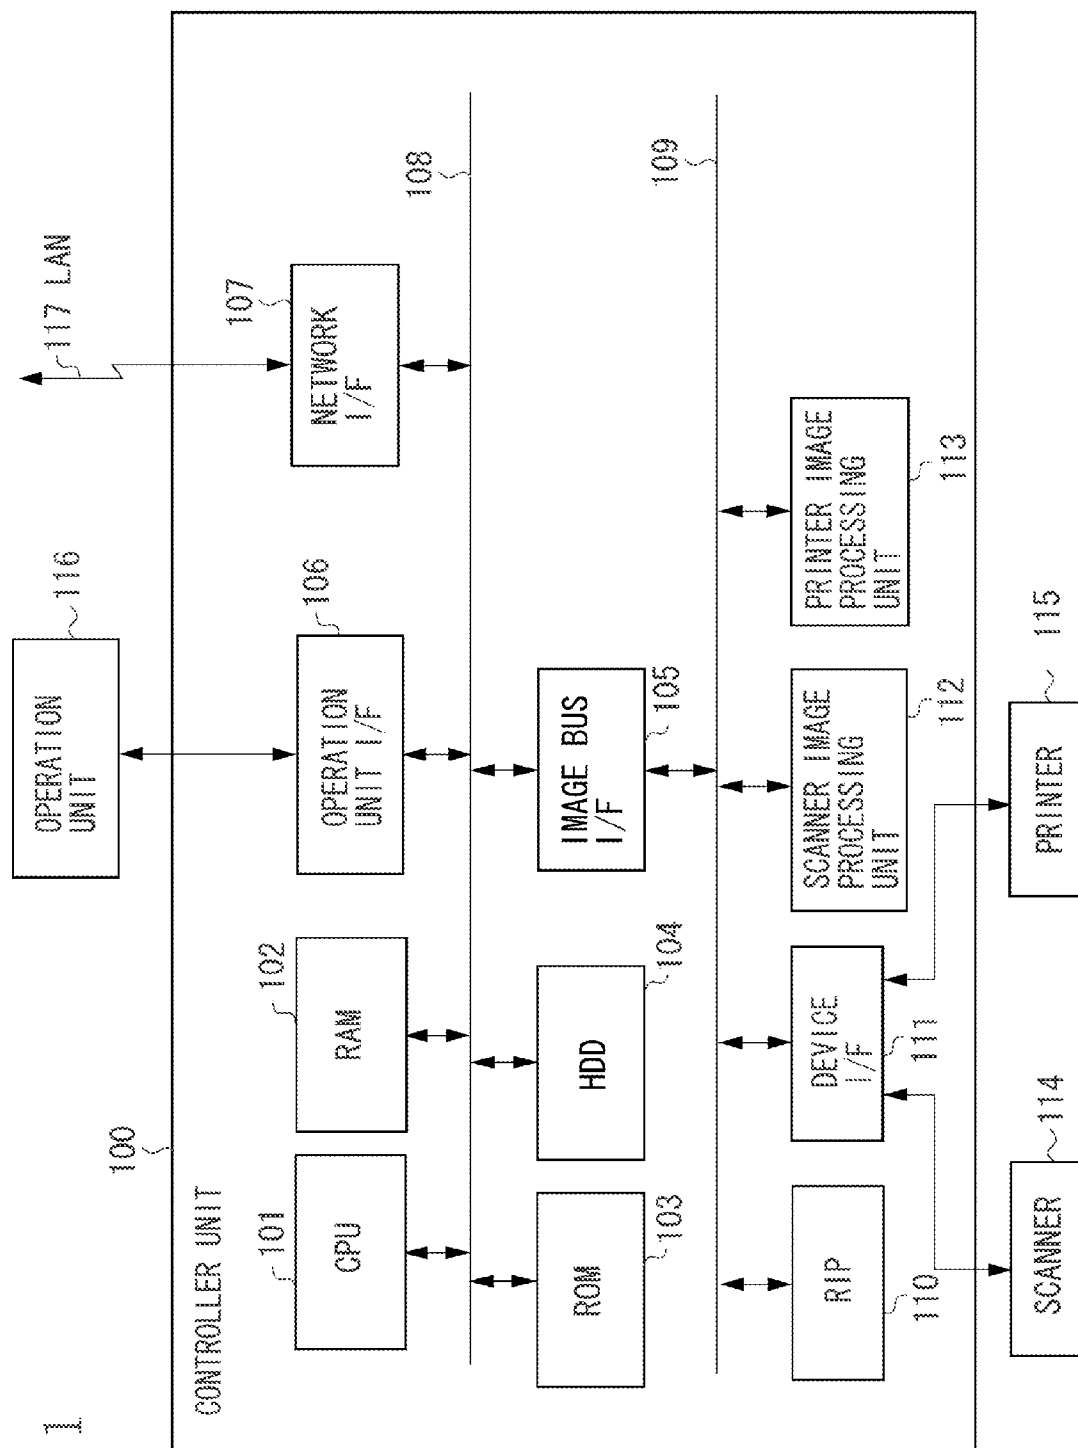 1
CONTROLLER UNIT
100
OPERATION
UNIT
116
117 LAN
CPU
101
RAM
102
OPERATION
UNIT I/F
106
NETWORK
I/F
107
108
ROM
103
HDD
104
IMAGE BUS
I/F
105
109
RIP
110
DEVICE
I/F
111
SCANNER IMAGE
PROCESSING
UNIT
112
PRINTER IMAGE
PROCESSING
UNIT
113
SCANNER
114
PRINTER
115